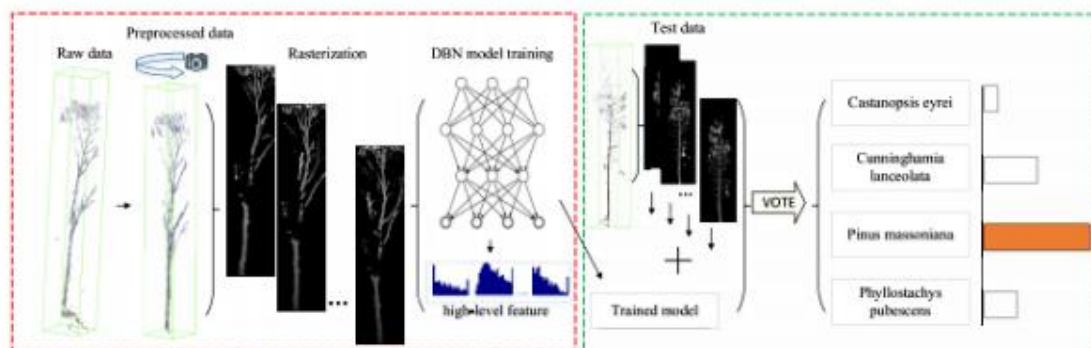 Raw data
Preprocessed data
Rasterization
DBN model training
...
high-level feature
Test data
...
Trained model
VOTE
Castanopsis eyrei
Cunninghamia
lanceolata
Pinus massoniana
Phyllostachys
pubescens